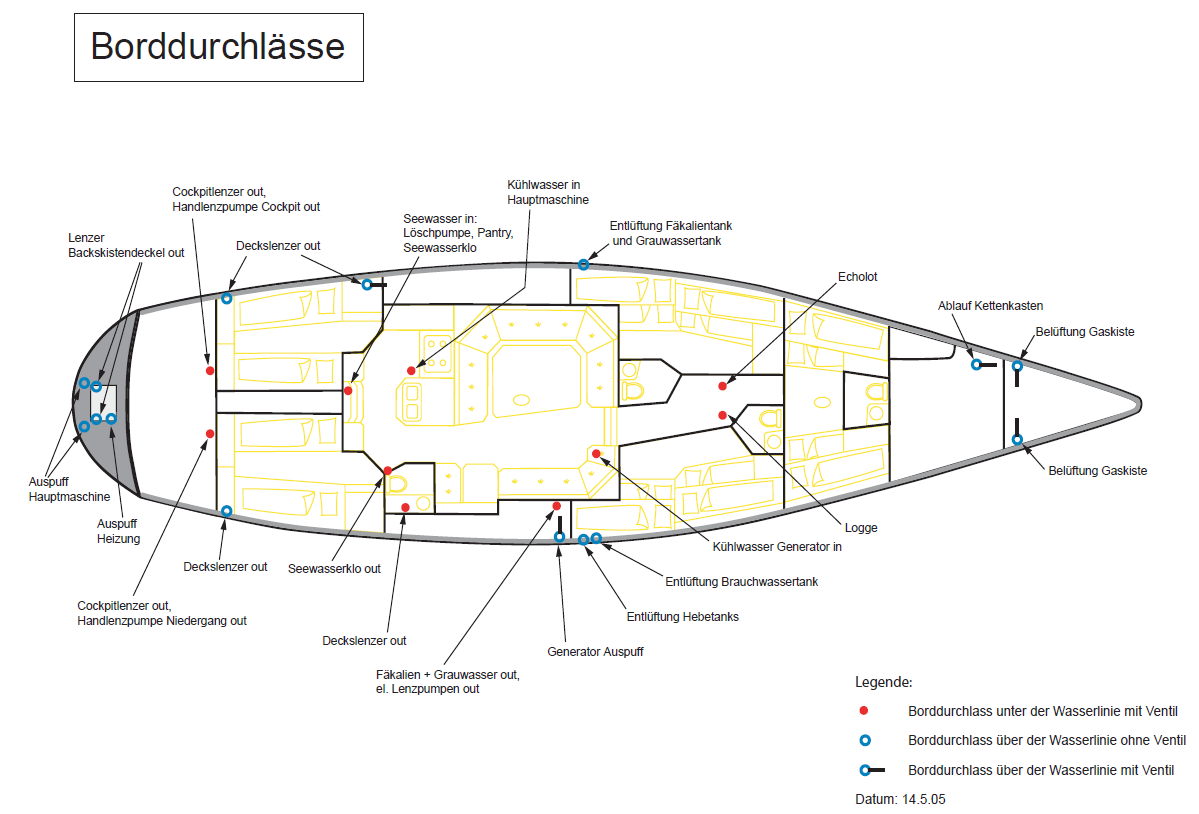 Borddurchlässe
Kühlwasser in
Hauptmaschine
Cockpitlenzer out,
Handlenzpumpe Cockpit out
Seewasser in:
Löschpumpe, Pantry,
Seewasserklo
Entlüftung Fäkalientank
und Grauwassertank
Lenzer
Backskistendeckel out
Deckslenzer out
Echolot
Ablauf Kettenkasten
Belüftung Gaskiste
Belüftung Gaskiste
Auspuff
Hauptmaschine
Auspuff
Heizung
Logge
Kühlwasser Generator in
Deckslenzer out
Seewasserklo out
Entlüftung Brauchwassertank
Cockpitlenzer out,
Handlenzpumpe Niedergang out
Entlüftung Hebetanks
Deckslenzer out
Generator Auspuff
Fäkalien + Grauwasser out,
el. Lenzpumpen out
Legende:
Borddurchlass unter der Wasserlinie mit Ventil
Borddurchlass über der Wasserlinie ohne Ventil
Borddurchlass über der Wasserlinie mit Ventil
Datum: 14.5.05